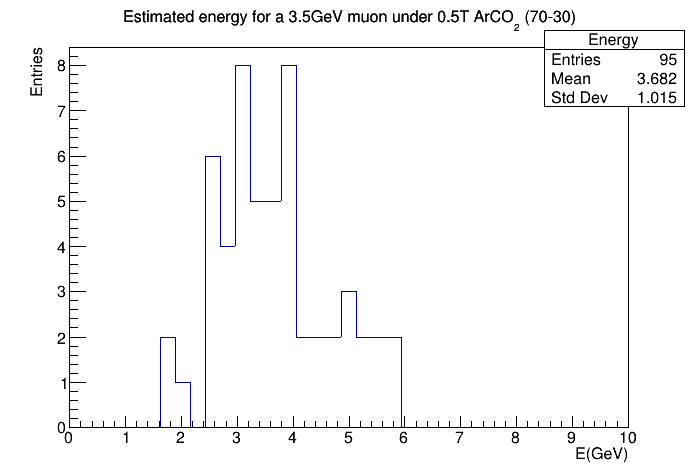 Estimated energy for a 3.5GeV muon under 0.5T ArCO2 (70-30)
Energy
Entries 95
Mean 3.682
Std Dev 1.015
Entries
8
7
6
5
4
3
2
1
0
0 1 2 3 4 5 6 7 8 9 10
E(GeV)